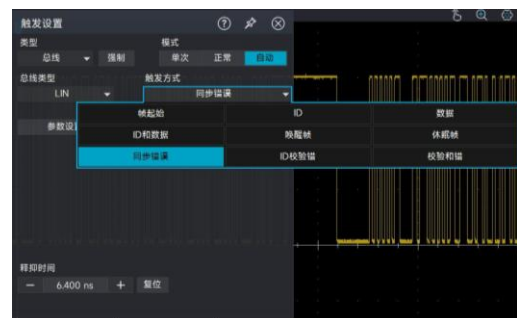 触发设置
类型 模式
总线 强制 单次 正常 自动
总线类型 触发方式
LIN 同步错误
参数设
帧起始 ID 数据
ID和数据 唤醒帧 休眠帧
同步错误 ID校验错 校验和错
释抑时间
6.400 ns 复位